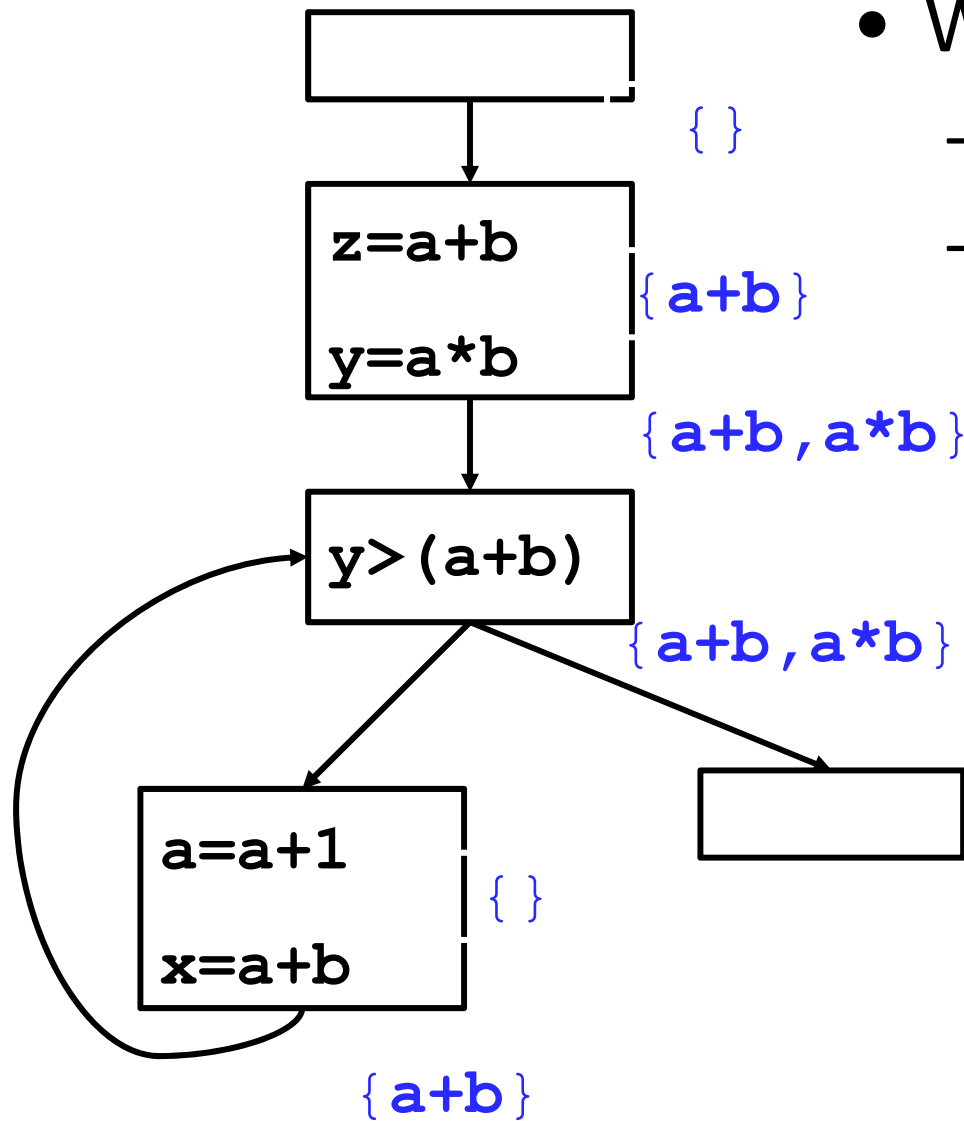 • W
{ }
–
z=a+b
–
{a+b}
y=a*b
{a+b,a*b}
y>(a+b)
{a+b,a*b}
a=a+1
{ }
x=a+b
{a+b}